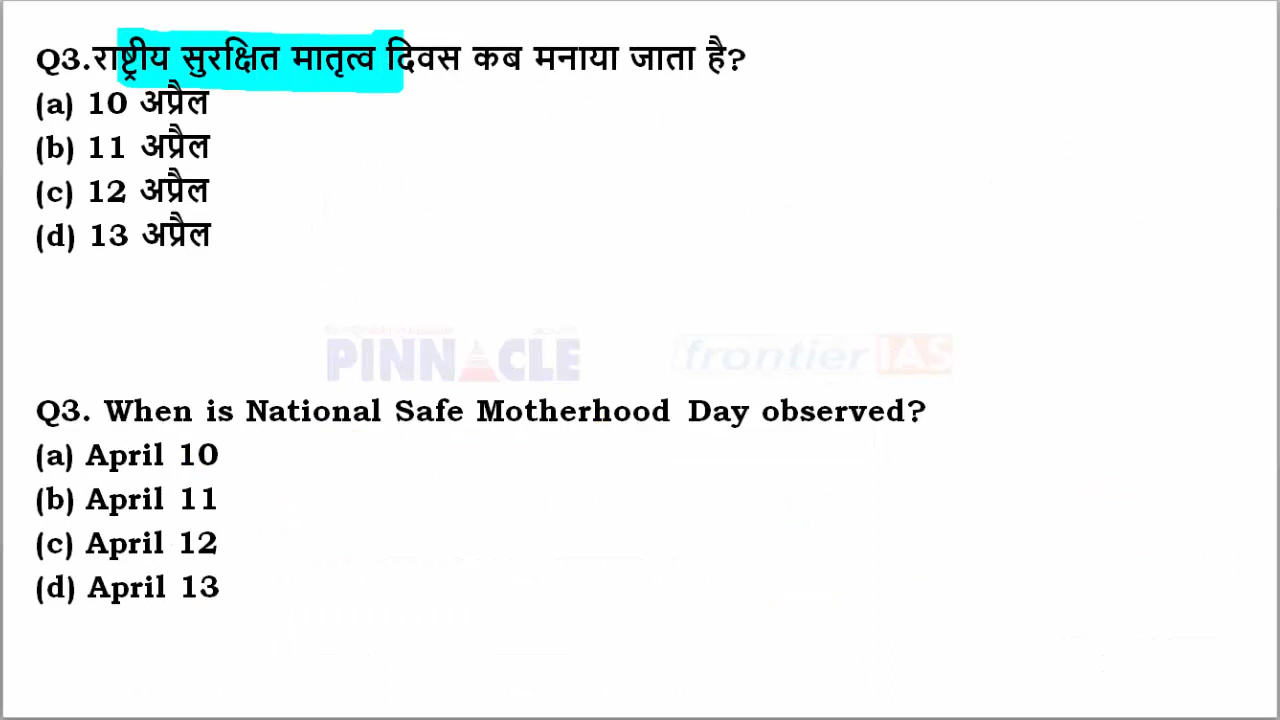 Q3.राष्ट्रीय सुरक्षित मातृत्व दिवस कब मनाया जाता है?
(a) 10 अप्रैल
(b) 11 अप्रैल
(c) 12 अप्रैल
(d) 13 अप्रैल
PINNACLE frontier IAS
Q3. When is National Safe Motherhood Day observed?
(a) April 10
(b) April 11
(c) April 12
(d) April 13